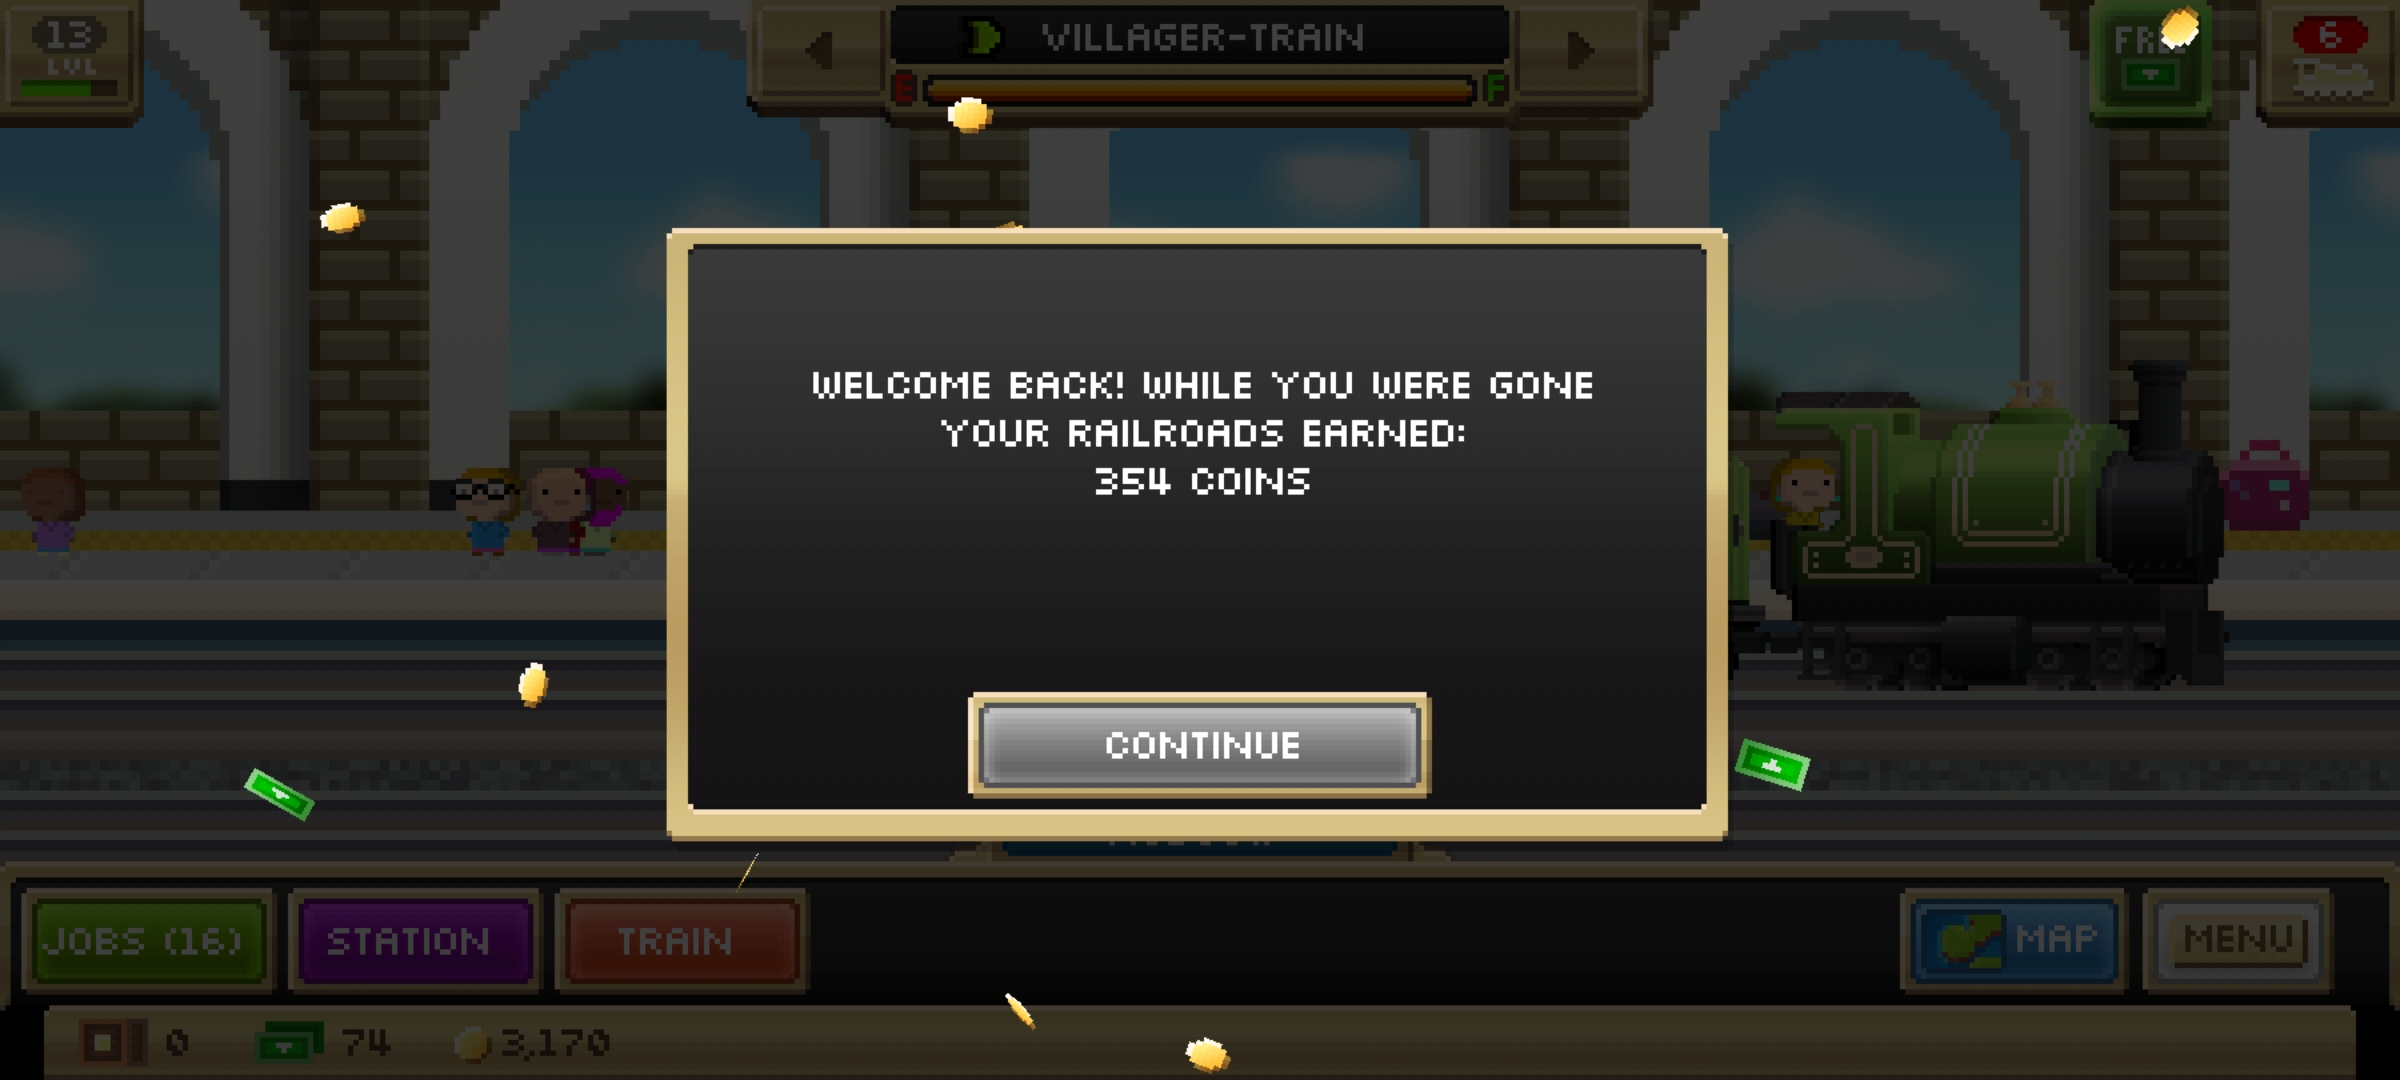 13
LVL
VILLAGER-TRAIN
E F
6
WELCOME BACK! WHILE YOU WERE GONE
YOUR RAILROADS EARNED:
354 COINS
CONTINUE
JOBS (16) STATION TRAIN MAP MENU
0 74 3,170